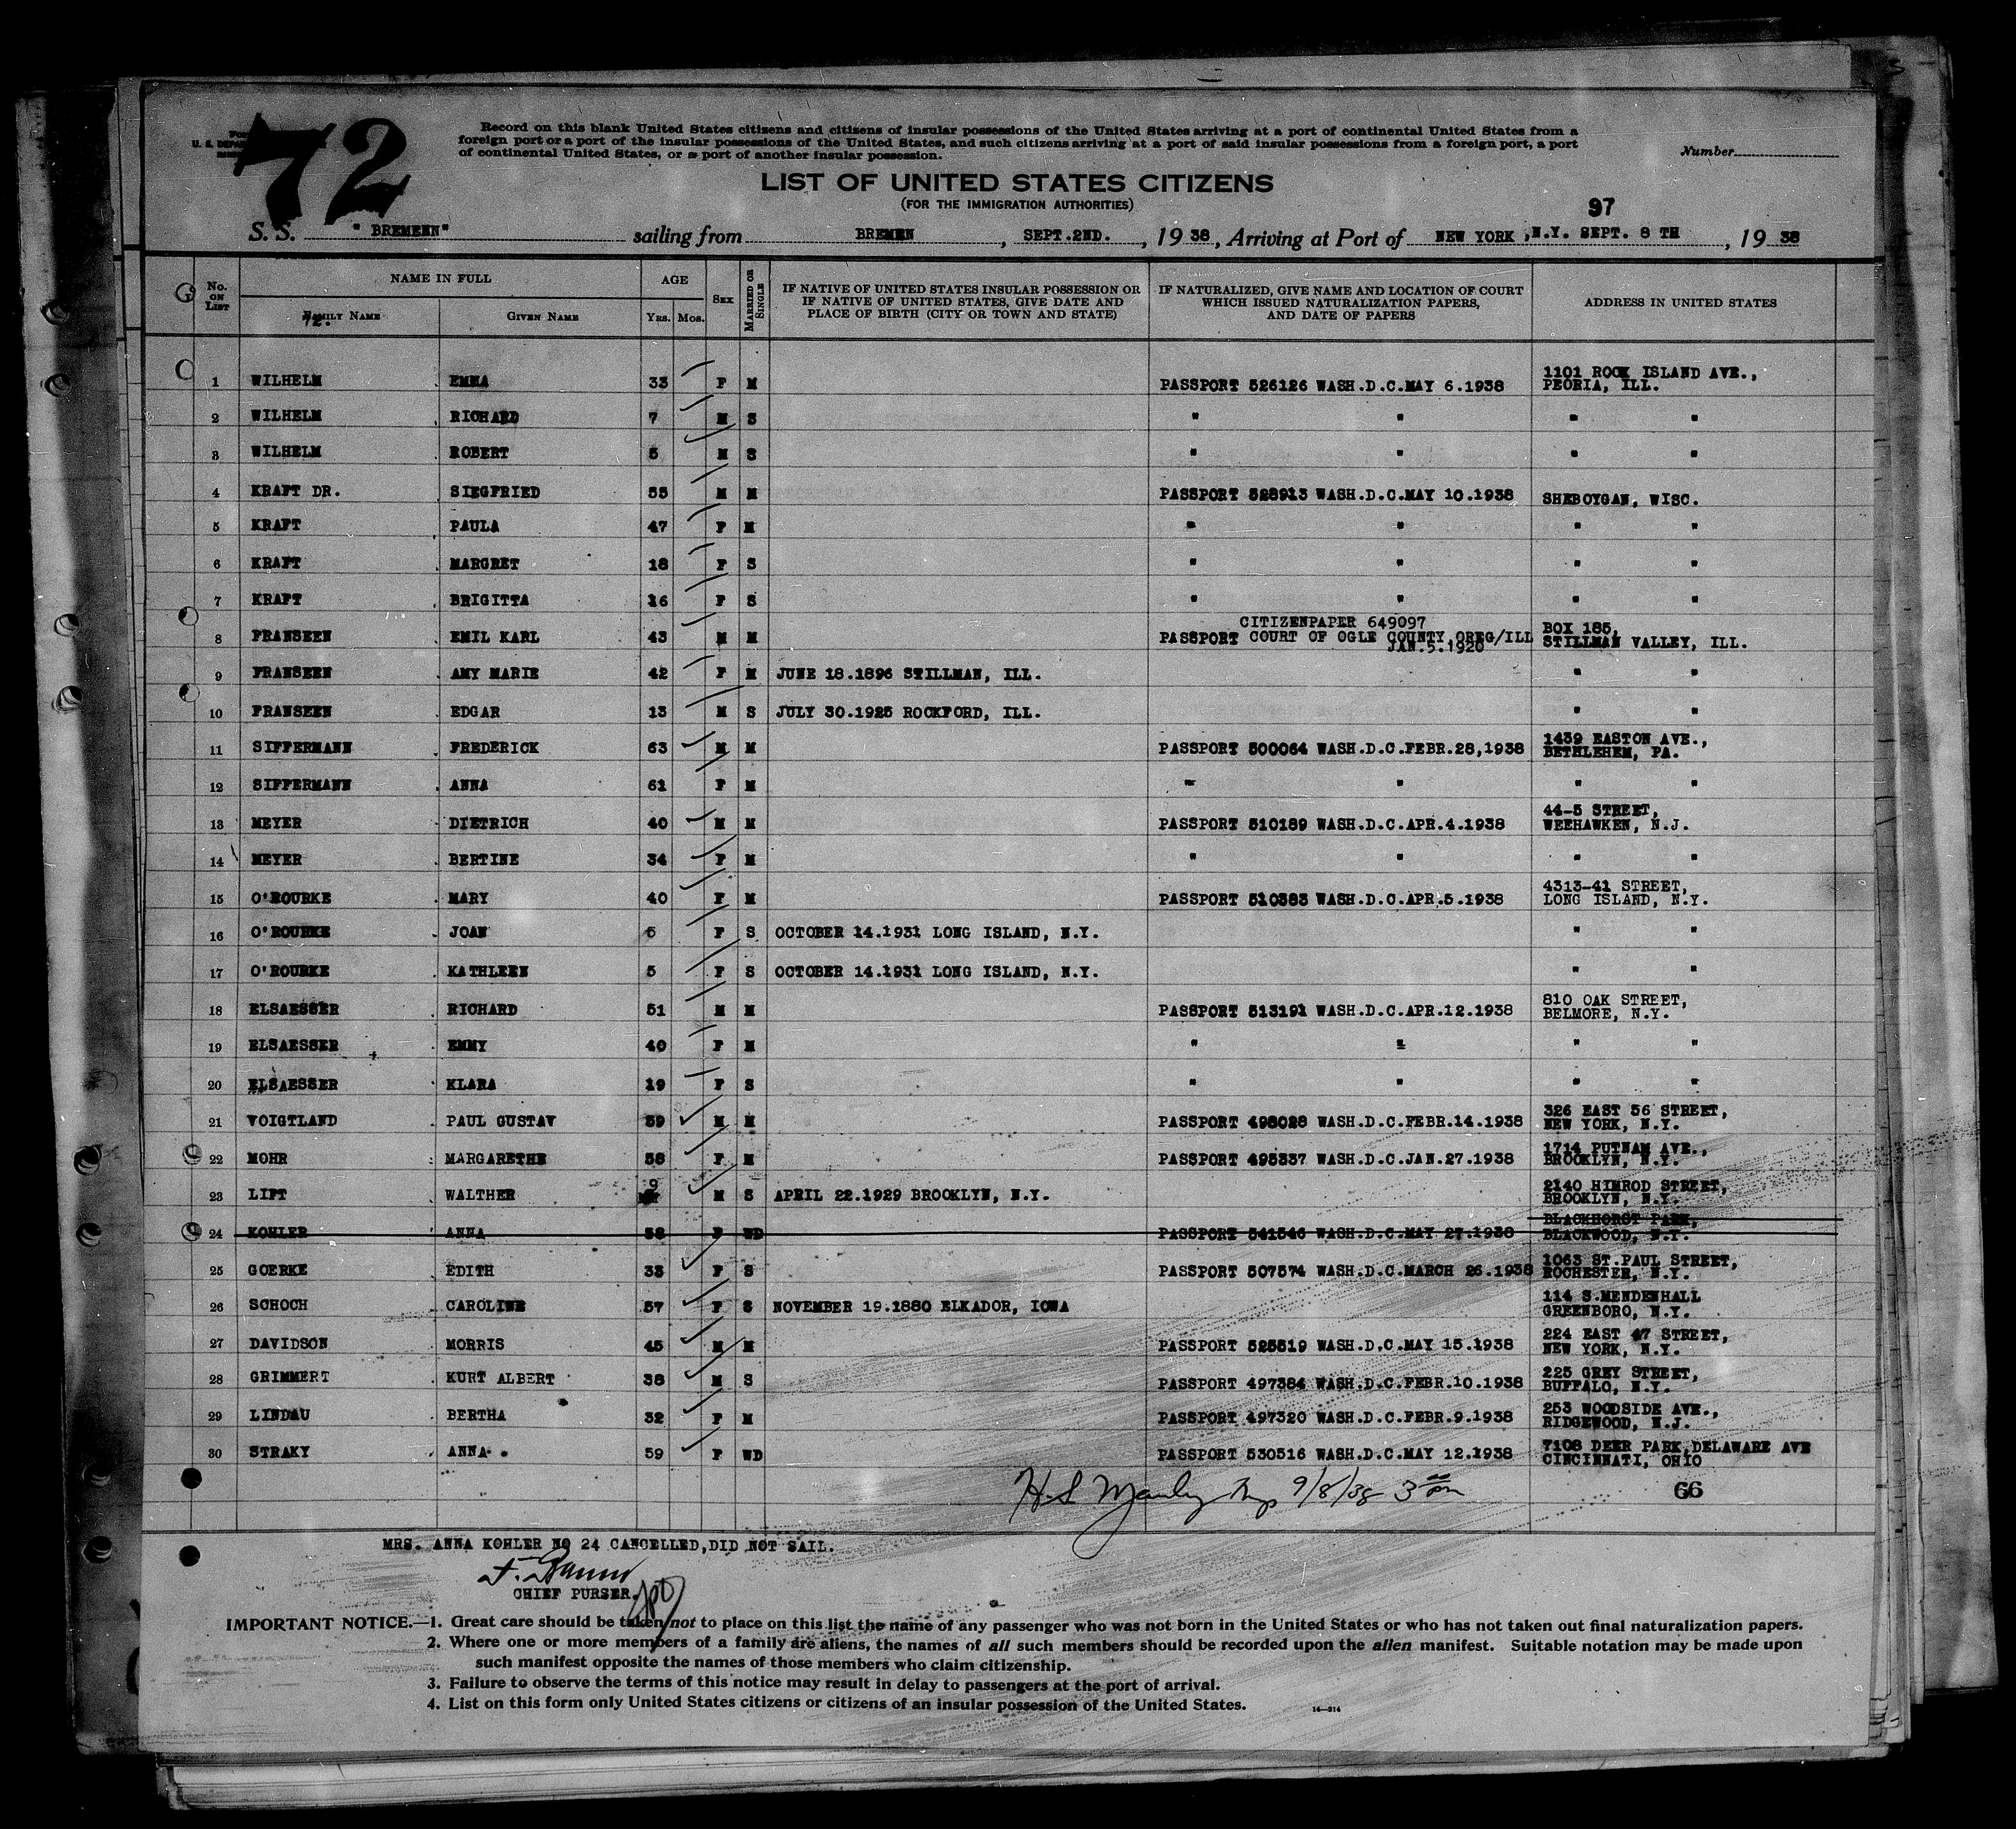 72
Record on this blank United States citizens and citizens of insular possessions of the United States arriving at a port of continental United States from a
foreign port or a port of the insular possessions of the United States, and such citizens arriving at a port of said insular possessions from a foreign port, a port
of continental United States, or a port of another insular possession.
U. S. DEPAR
Number
LIST OF UNITED STATES CITIZENS
(FOR THE IMMIGRATION AUTHORITIES)
97
S. S. "BREMENN" sailing from BREMEN, SEPT.2ND., 1938, Arriving at Port of NEW YORK, N.Y. SEPT. 8 TH, 1938
No. ON LIST NAME IN FULL AGE SEX MARRIED OR SINGLE IF NATIVE OF UNITED STATES INSULAR POSSESSION OR IF NATIVE OF UNITED STATES, GIVE DATE AND PLACE OF BIRTH (CITY OR TOWN AND STATE) IF NATURALIZED, GIVE NAME AND LOCATION OF COURT WHICH ISSUED NATURALIZATION PAPERS, AND DATE OF PAPERS ADDRESS IN UNITED STATES
FAMILY NAME 72. GIVEN NAME YRS. MOS.
1 WILHELM EMMA 33 F M PASSPORT 526126 WASH.D.C.MAY 6.1938 1101 ROCK ISLAND AVE., PEORIA, ILL.
2 WILHELM RICHARD 7 M S " " " "
3 WILHELM ROBERT 5 M S " " " "
4 KRAFT DR. SIEGFRIED 55 M M PASSPORT 528913 WASH.D.C.MAY 10.1938 SHEBOYGAN, WISC.
5 KRAFT PAULA 47 F M " " " "
6 KRAFT MARGRET 18 F S " " " "
7 KRAFT BRIGITTA 16 F S " " " "
8 FRANSEEN EMIL KARL 43 M M PASSPORT CITIZENPAPER 649097 COURT OF OGLE COUNTY,OREG/ILL JAN.5.1920 BOX 185, STILLMAN VALLEY, ILL.
9 FRANSEEN AMY MARIE 42 F M JUNE 18.1896 STILLMAN, ILL. " "
10 FRANSEEN EDGAR 13 M S JULY 30.1925 ROCKFORD, ILL. " "
11 SIFFERMANN FREDERICK 63 M M PASSPORT 500064 WASH.D.C.FEBR.28,1938 1439 EASTON AVE., BETHLEHEM, PA.
12 SIFFERMANN ANNA 61 F M " " " "
13 MEYER DIETRICH 40 M M PASSPORT 510189 WASH.D.C.APR.4.1938 44-5 STREET, WEEHAWKEN, N.J.
14 MEYER BERTINE 34 F M " " " "
15 O'ROURKE MARY 40 F M PASSPORT 510383 WASH.D.C.APR.5.1938 4313-41 STREET, LONG ISLAND, N.Y.
16 O'ROURKE JOAN 5 F S OCTOBER 14.1931 LONG ISLAND, N.Y. " "
17 O'ROURKE KATHLEEN 5 F S OCTOBER 14.1931 LONG ISLAND, N.Y. " "
18 ELSAESSER RICHARD 51 M M PASSPORT 513191 WASH.D.C.APR.12.1938 810 OAK STREET, BELMORE, N.Y.
19 ELSAESSER EMMY 40 F M " " " "
20 ELSAESSER KLARA 19 F S " " " "
21 VOIGTLAND PAUL GUSTAV 59 M M PASSPORT 498028 WASH.D.C.FEBR.14.1938 326 EAST 56 STREET, NEW YORK, N.Y.
22 MOHR MARGARETHE 58 F M PASSPORT 495337 WASH.D.C.JAN.27.1938 1714 PUTNAM AVE., BROOKLYN, N.Y.
23 LIFT WALTHER 9 M S APRIL 22.1929 BROOKLYN, N.Y. 2140 HIMROD STREET, BROOKLYN, N.Y.
24 KOHLER ANNA 58 F WD PASSPORT 541546 WASH.D.C.MAY 27.1938 BLACKHORST PARK, BLACKWOOD, N.Y.
25 GOERKE EDITH 33 F S PASSPORT 507574 WASH.D.C.MARCH 26.1938 1063 ST.PAUL STREET, ROCHESTER, N.Y.
26 SCHOCH CAROLINE 57 F S NOVEMBER 19.1880 ELKADOR, IOWA 114 S.MENDENHALL GREENBORO, N.Y.
27 DAVIDSON MORRIS 45 M M PASSPORT 525519 WASH.D.C.MAY 15.1938 224 EAST 47 STREET, NEW YORK, N.Y.
28 GRIMMERT KURT ALBERT 38 M S PASSPORT 497384 WASH.D.C.FEBR.10.1938 225 GREY STREET, BUFFALO, N.Y.
29 LINDAU BERTHA 32 F M PASSPORT 497320 WASH.D.C.FEBR.9.1938 253 WOODSIDE AVE., RIDGEWOOD, N.J.
30 STRAKY ANNA 59 F WD PASSPORT 530516 WASH.D.C.MAY 12.1938 7108 DEER PARK,DELAWARE AVE CINCINNATI, OHIO
H.S Manly Insp 9/8/38 3 00 pm 66
MRS. ANNA KOHLER NO 24 CANCELLED,DID NOT SAIL.
CHIEF PURSER.
IMPORTANT NOTICE.—1. Great care should be taken not to place on this list the name of any passenger who was not born in the United States or who has not taken out final naturalization papers.
2. Where one or more members of a family are aliens, the names of all such members should be recorded upon the alien manifest. Suitable notation may be made upon
such manifest opposite the names of those members who claim citizenship.
3. Failure to observe the terms of this notice may result in delay to passengers at the port of arrival.
4. List on this form only United States citizens or citizens of an insular possession of the United States.
14—314